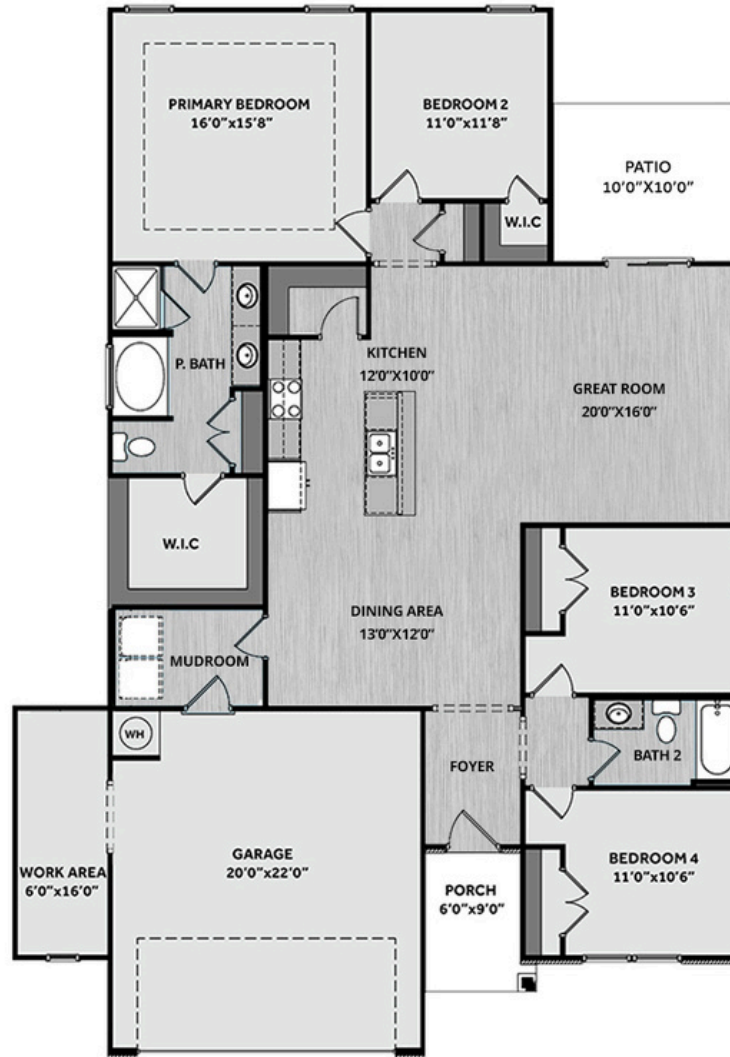 PRIMARY BEDROOM
16'0"x15'8"
BEDROOM 2
11'0"x11'8"
PATIO
10'0"X10'0"
W.I.C
P. BATH
KITCHEN
12'0"X10'0"
GREAT ROOM
20'0"X16'0"
W.I.C
BEDROOM 3
11'0"x10'6
DINING AREA
13'0"X12'0"
MUDROOM
WH
FOYER
BATH 2
WORK AREA
6'0"x16'0"
GARAGE
20'0"x22'0"
PORCH
6'0"x9'0"
BEDROOM 4
11'0"x10'6